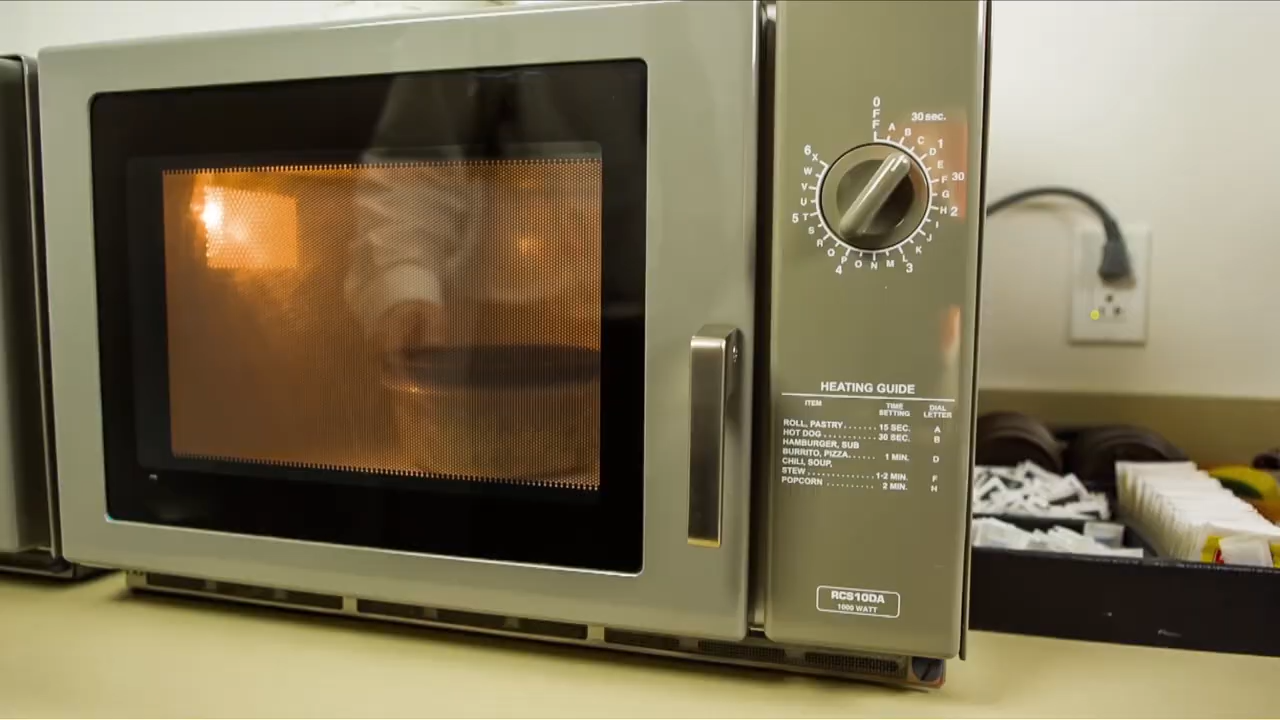 0
F
F
30 sec.
A
B
C
1
D
E
F
30
G
H
2
I
J
K
L
3
M
N
O
P
4
Q
R
S
T
5
U
V
W
X
6
HEATING GUIDE
ITEM TIME SETTING DIAL LETTER
ROLL, PASTRY....... 15 SEC. A
HOT DOG ............ 30 SEC. B
HAMBURGER, SUB
BURRITO, PIZZA...... 1 MIN. D
CHILI, SOUP,
STEW ............... 1-2 MIN. F
POPCORN .......... 2 MIN. H
RCS10DA
1000 WATT